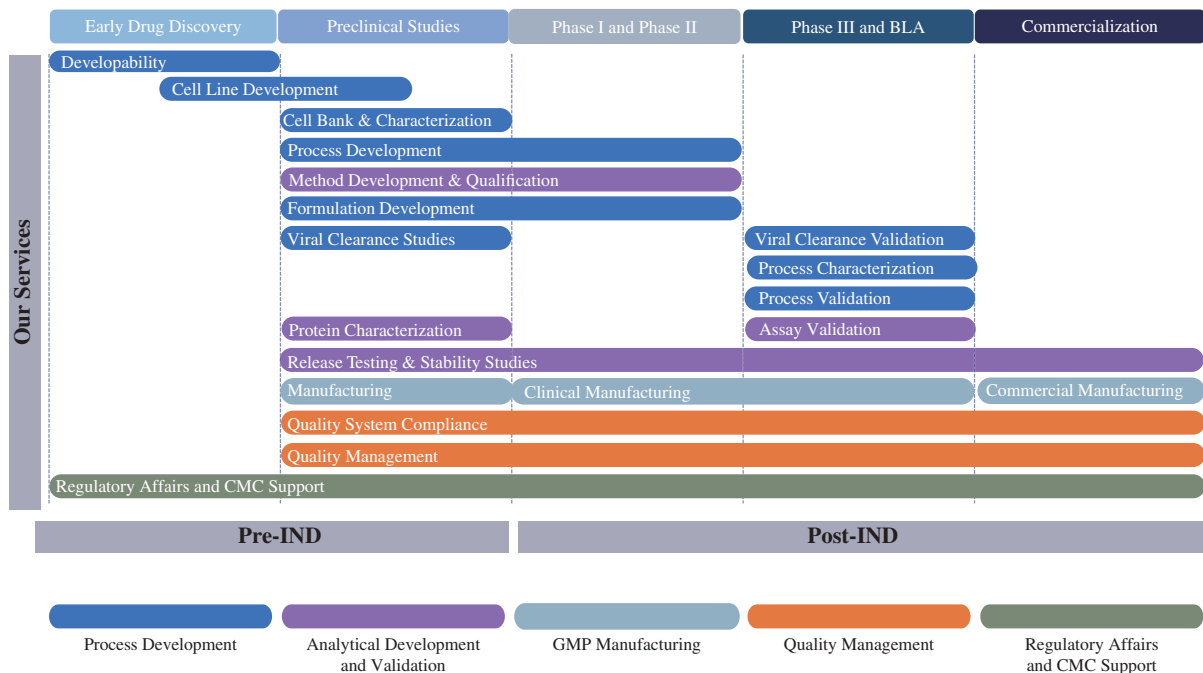 Early Drug Discovery
Preclinical Studies
Phase I and Phase II
Phase III and BLA
Commercialization
Our Services
Developability
Cell Line Development
Cell Bank & Characterization
Process Development
Method Development & Qualification
Formulation Development
Viral Clearance Studies
Viral Clearance Validation
Process Characterization
Process Validation
Protein Characterization
Assay Validation
Release Testing & Stability Studies
Manufacturing
Clinical Manufacturing
Commercial Manufacturing
Quality System Compliance
Quality Management
Regulatory Affairs and CMC Support
Pre-IND
Post-IND
Process Development
Analytical Development
and Validation
GMP Manufacturing
Quality Management
Regulatory Affairs
and CMC Support